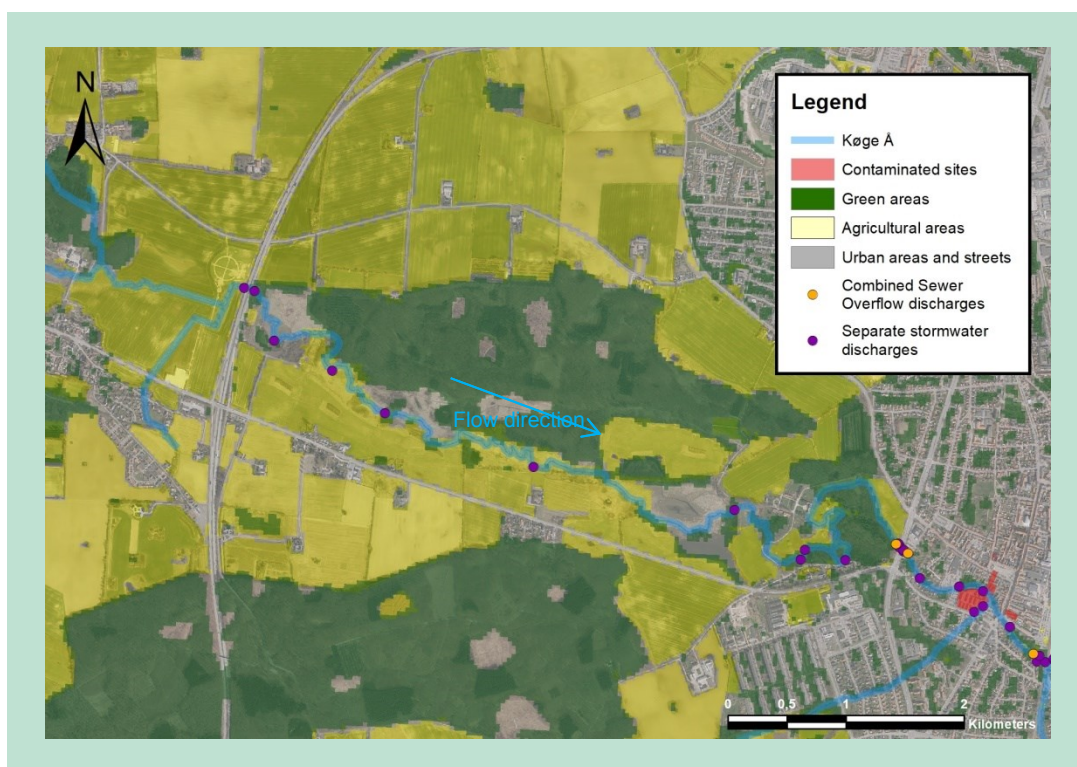 N
Legend
Køge Å
Contaminated sites
Green areas
Agricultural areas
Urban areas and streets
Combined Sewer
Overflow discharges
Separate stormwater
discharges
Flow direction
0 0,5 1 2
Kilometers